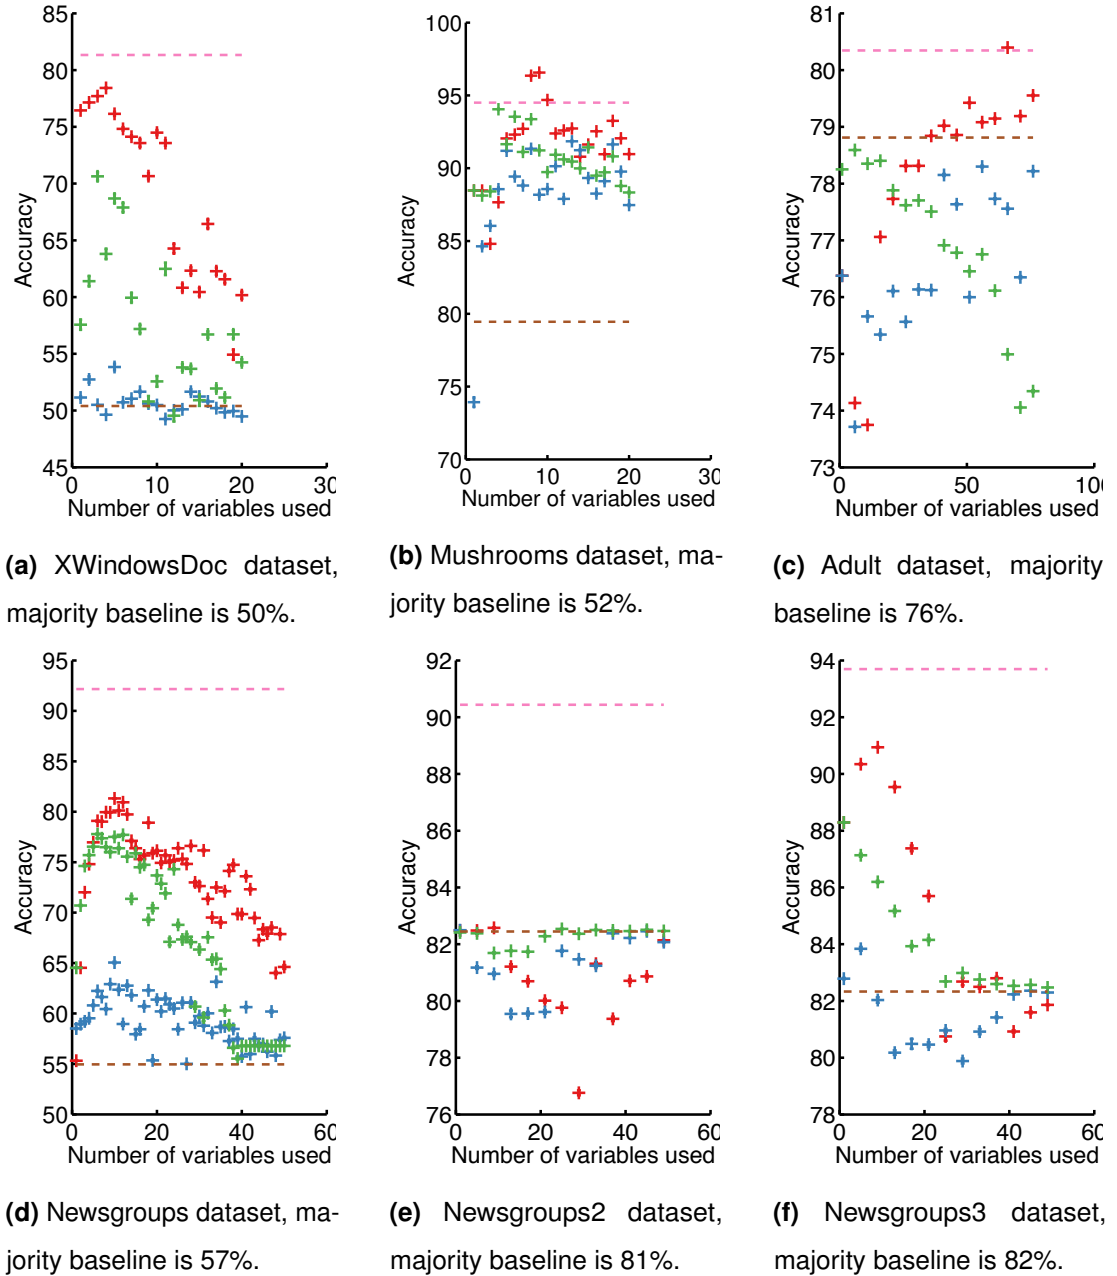 85
80
75
70
65
60
55
50
45
0 10 20 30
Accuracy
Number of variables used
100
95
90
85
80
75
70
0 10 20 30
Accuracy
Number of variables used
81
80
79
78
77
76
75
74
73
0 50 100
Accuracy
Number of variables used
(a) XWindowsDoc dataset,
majority baseline is 50%.
(b) Mushrooms dataset, ma-
jority baseline is 52%.
(c) Adult dataset, majority
baseline is 76%.
95
90
85
80
75
70
65
60
55
50
0 20 40 60
Accuracy
Number of variables used
92
90
88
86
84
82
80
78
76
0 20 40 60
Accuracy
Number of variables used
94
92
90
88
86
84
82
80
78
0 20 40 60
Accuracy
Number of variables used
(d) Newsgroups dataset, ma-
jority baseline is 57%.
(e) Newsgroups2 dataset,
majority baseline is 81%.
(f) Newsgroups3 dataset,
majority baseline is 82%.